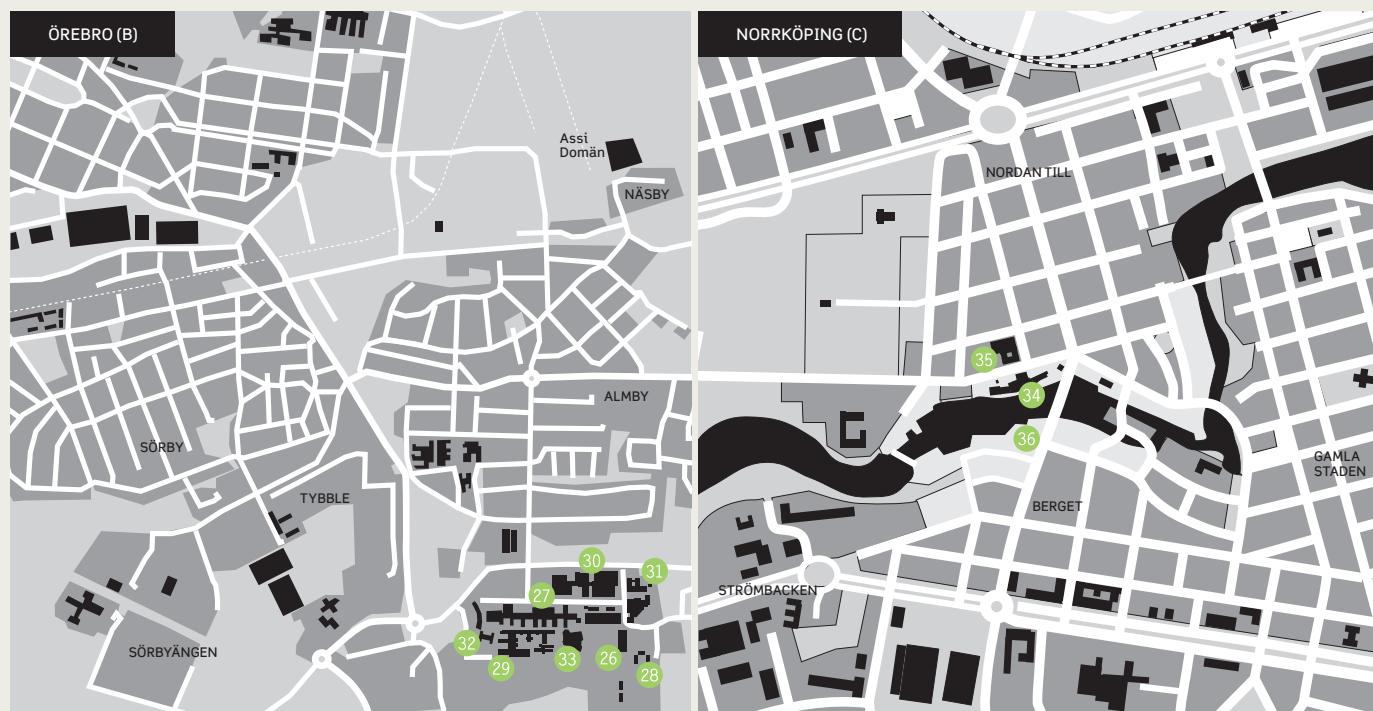 ÖREBRO (B)
Assi
Domän
NÄSBY
ALMBY
SÖRBY
TYBBLE
30
31
27
32
33
26
29
28
SÖRBYÄNGEN
NORRKÖPING (C)
NORDAN TILL
35
34
36
GAMLA
STADEN
BERGET
STRÖMBACKEN